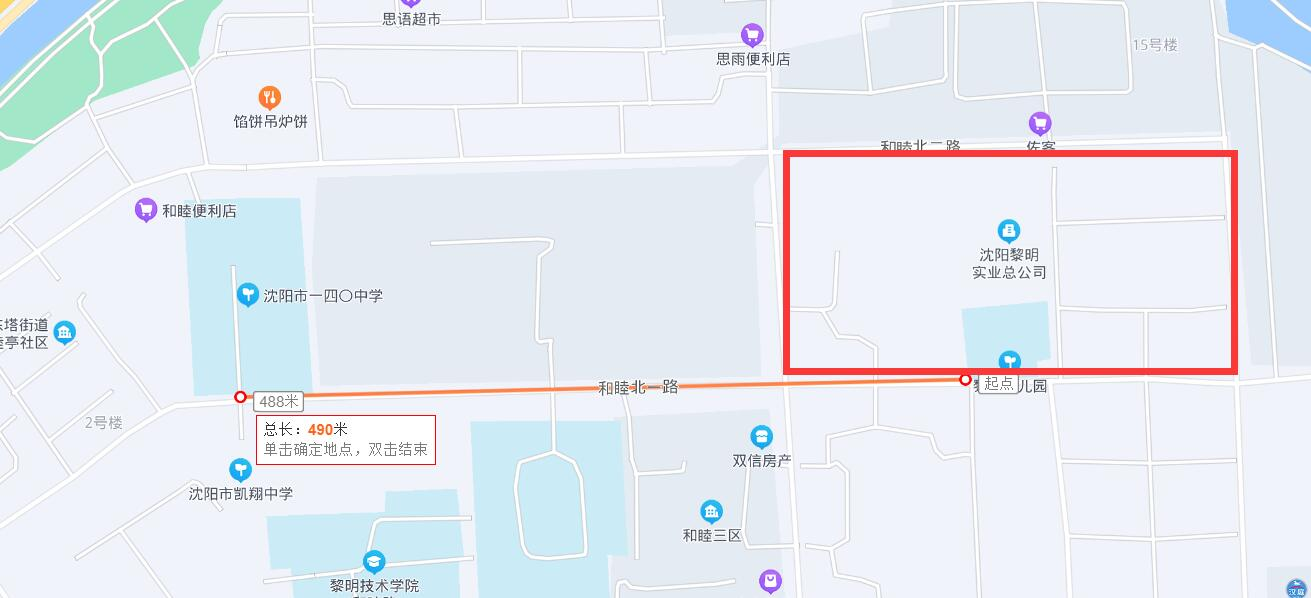 思语超市
思雨便利店
15号楼
馅饼吊炉饼
和睦北二路
佐客
和睦便利店
沈阳黎明
实业总公司
沈阳市一四〇中学
塔街道
亭社区
和睦北一路
起点
儿园
488米
总长：490米
单击确定地点，双击结束
2号楼
双信房产
沈阳市凯翔中学
和睦三区
黎明技术学院
汉庭